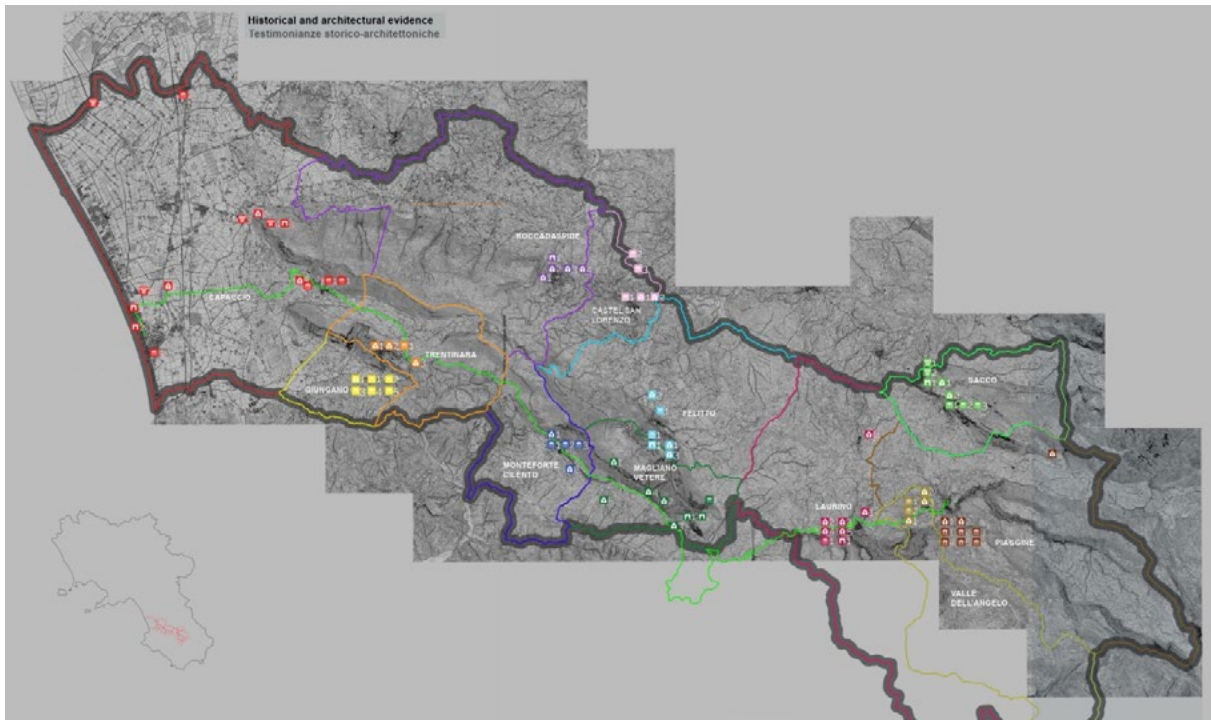 Historical and architectural evidence
Testimonianze storico-architettoniche
ROCCADASPIDE
CAPACCIO
CASTEL SAN
LORENZO
TRENTINARA
GIUNGANO
SACCO
FELITTO
MONTEFORTE
CILENTO
MAGLIANO
VETERE
LAURINO
PIAGGINE
VALLE
DELL'ANGELO